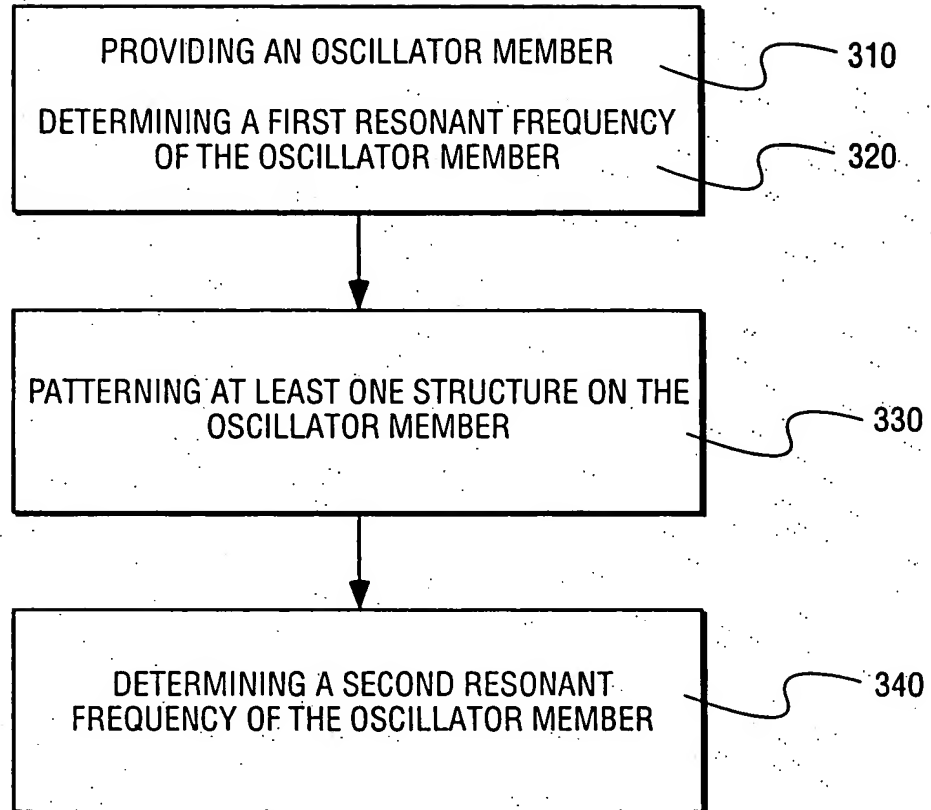 PROVIDING AN OSCILLATOR MEMBER
310
DETERMINING A FIRST RESONANT FREQUENCY
OF THE OSCILLATOR MEMBER
320
PATTERNING AT LEAST ONE STRUCTURE ON THE
OSCILLATOR MEMBER
330
DETERMINING A SECOND RESONANT
FREQUENCY OF THE OSCILLATOR MEMBER
340